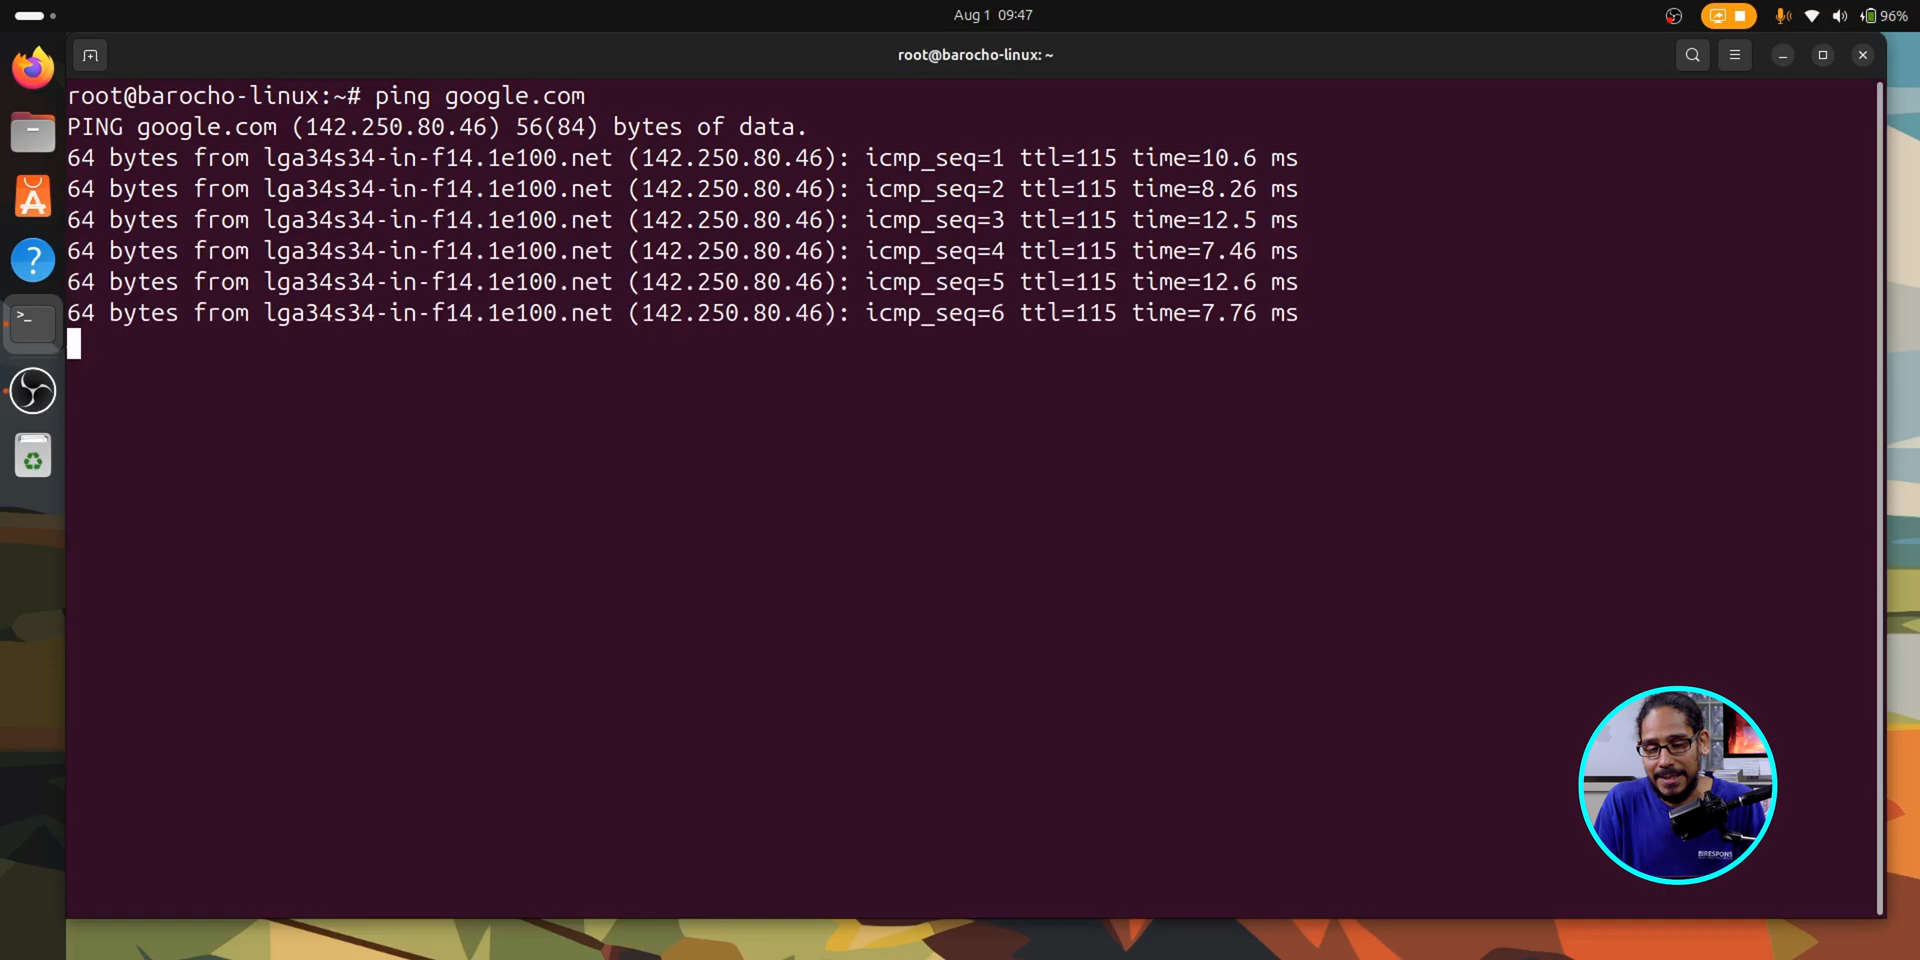 Aug 1 09:47
96%
root@barocho-linux: ~
root@barocho-linux:~# ping google.com
PING google.com (142.250.80.46) 56(84) bytes of data.
64 bytes from lga34s34-in-f14.1e100.net (142.250.80.46): icmp_seq=1 ttl=115 time=10.6 ms
64 bytes from lga34s34-in-f14.1e100.net (142.250.80.46): icmp_seq=2 ttl=115 time=8.26 ms
64 bytes from lga34s34-in-f14.1e100.net (142.250.80.46): icmp_seq=3 ttl=115 time=12.5 ms
64 bytes from lga34s34-in-f14.1e100.net (142.250.80.46): icmp_seq=4 ttl=115 time=7.46 ms
64 bytes from lga34s34-in-f14.1e100.net (142.250.80.46): icmp_seq=5 ttl=115 time=12.6 ms
64 bytes from lga34s34-in-f14.1e100.net (142.250.80.46): icmp_seq=6 ttl=115 time=7.76 ms